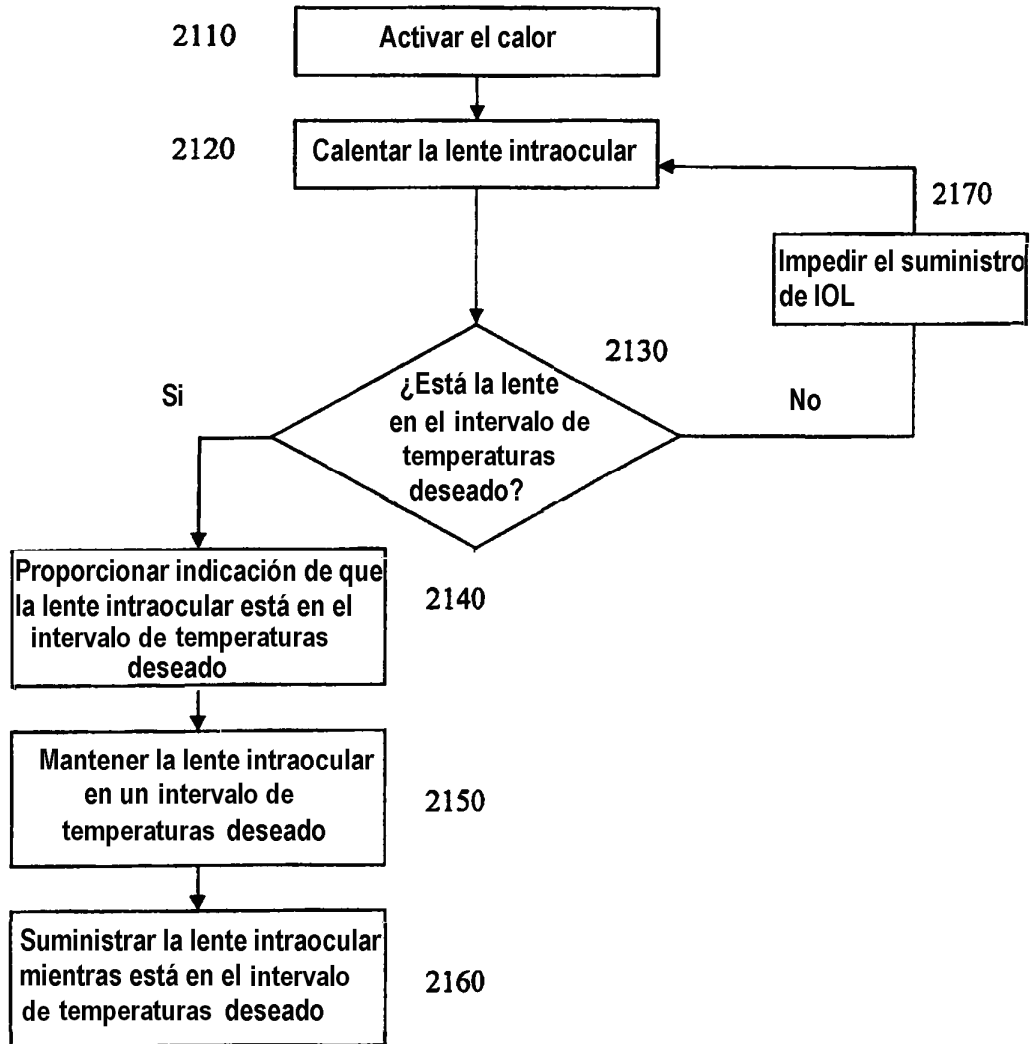 2110
Activar el calor
2120
Calentar la lente intraocular
2170
Impedir el suministro
de IOL
2130
¿Está la lente
en el intervalo de
temperaturas
deseado?
Si
No
Proporcionar indicación de que
la lente intraocular está en el
intervalo de temperaturas
deseado
2140
Mantener la lente intraocular
en un intervalo de
temperaturas deseado
2150
Suministrar la lente intraocular
mientras está en el intervalo
de temperaturas deseado
2160